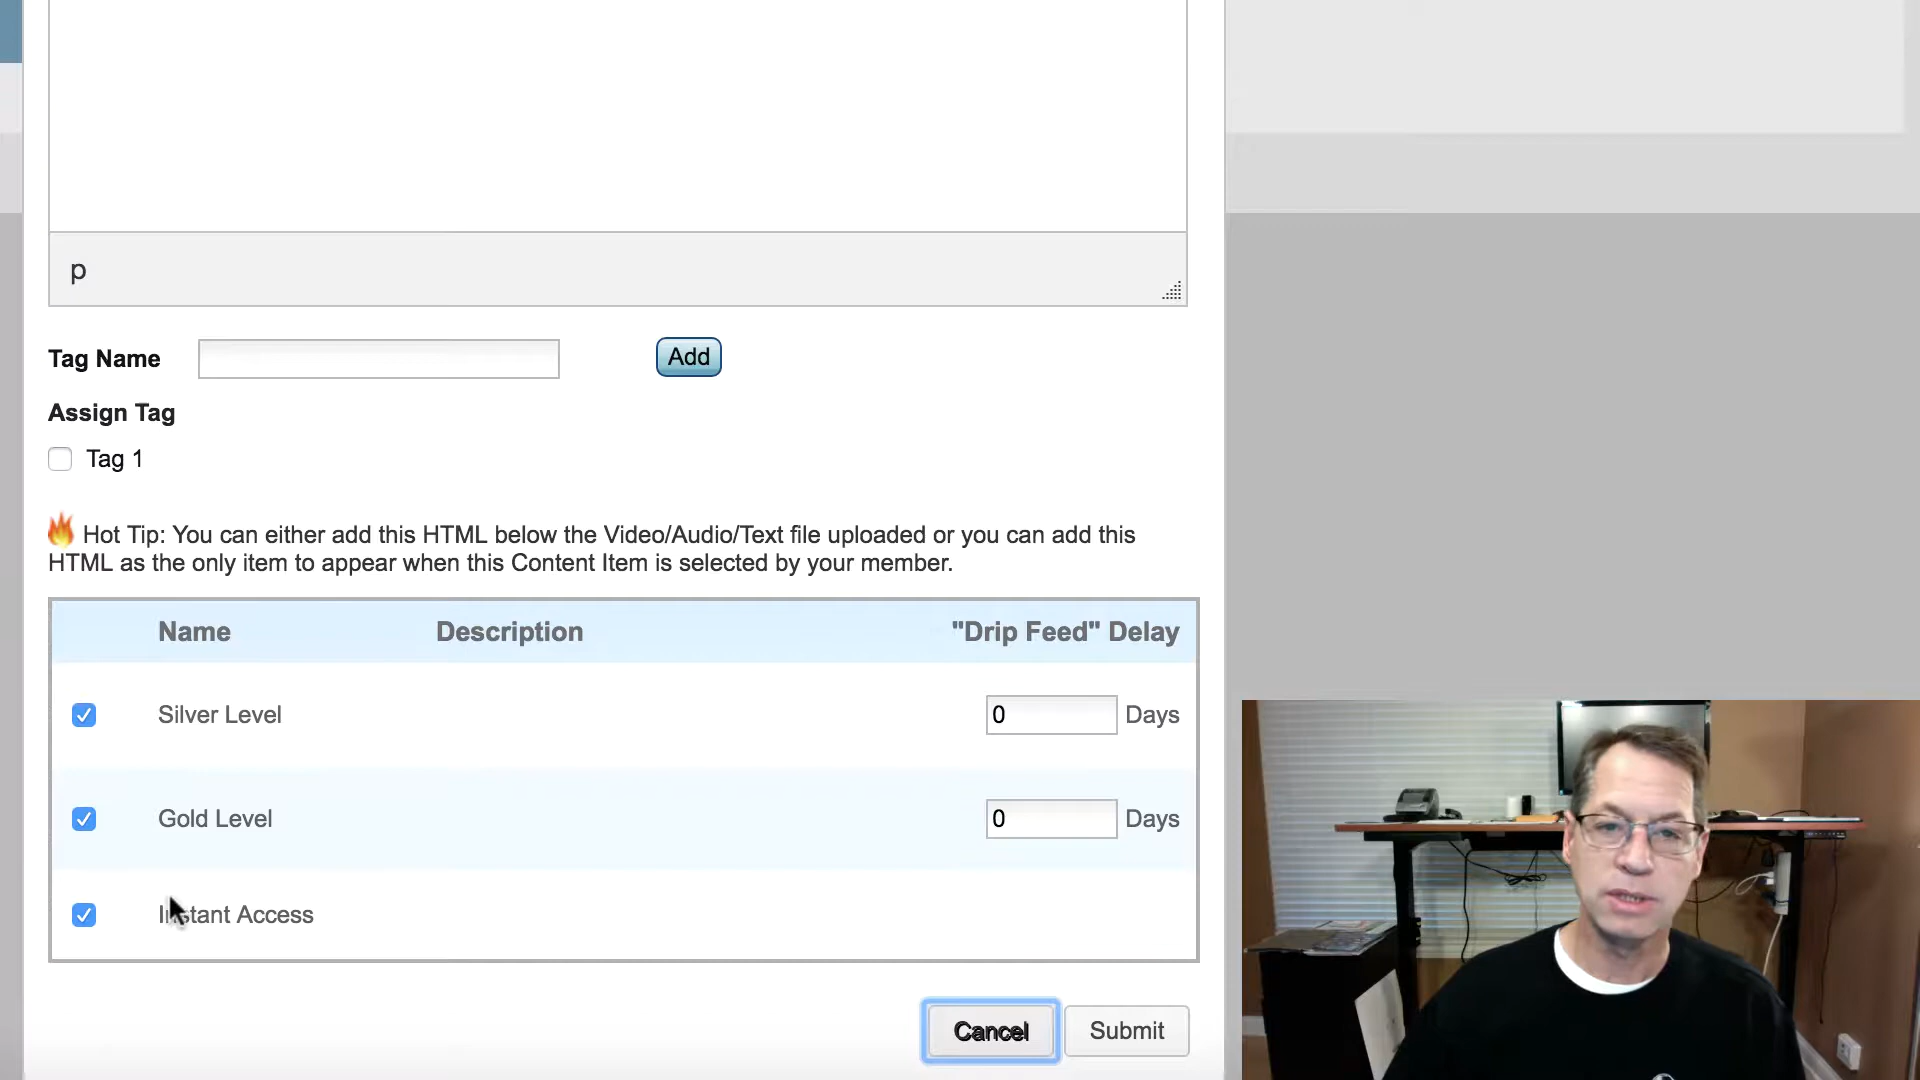 p
Tag Name
Add
Assign Tag
Tag 1
Hot Tip: You can either add this HTML below the Video/Audio/Text file uploaded or you can add this
HTML as the only item to appear when this Content Item is selected by your member.
Name Description "Drip Feed" Delay
Silver Level 0 Days
Gold Level 0 Days
Instant Access
Cancel Submit